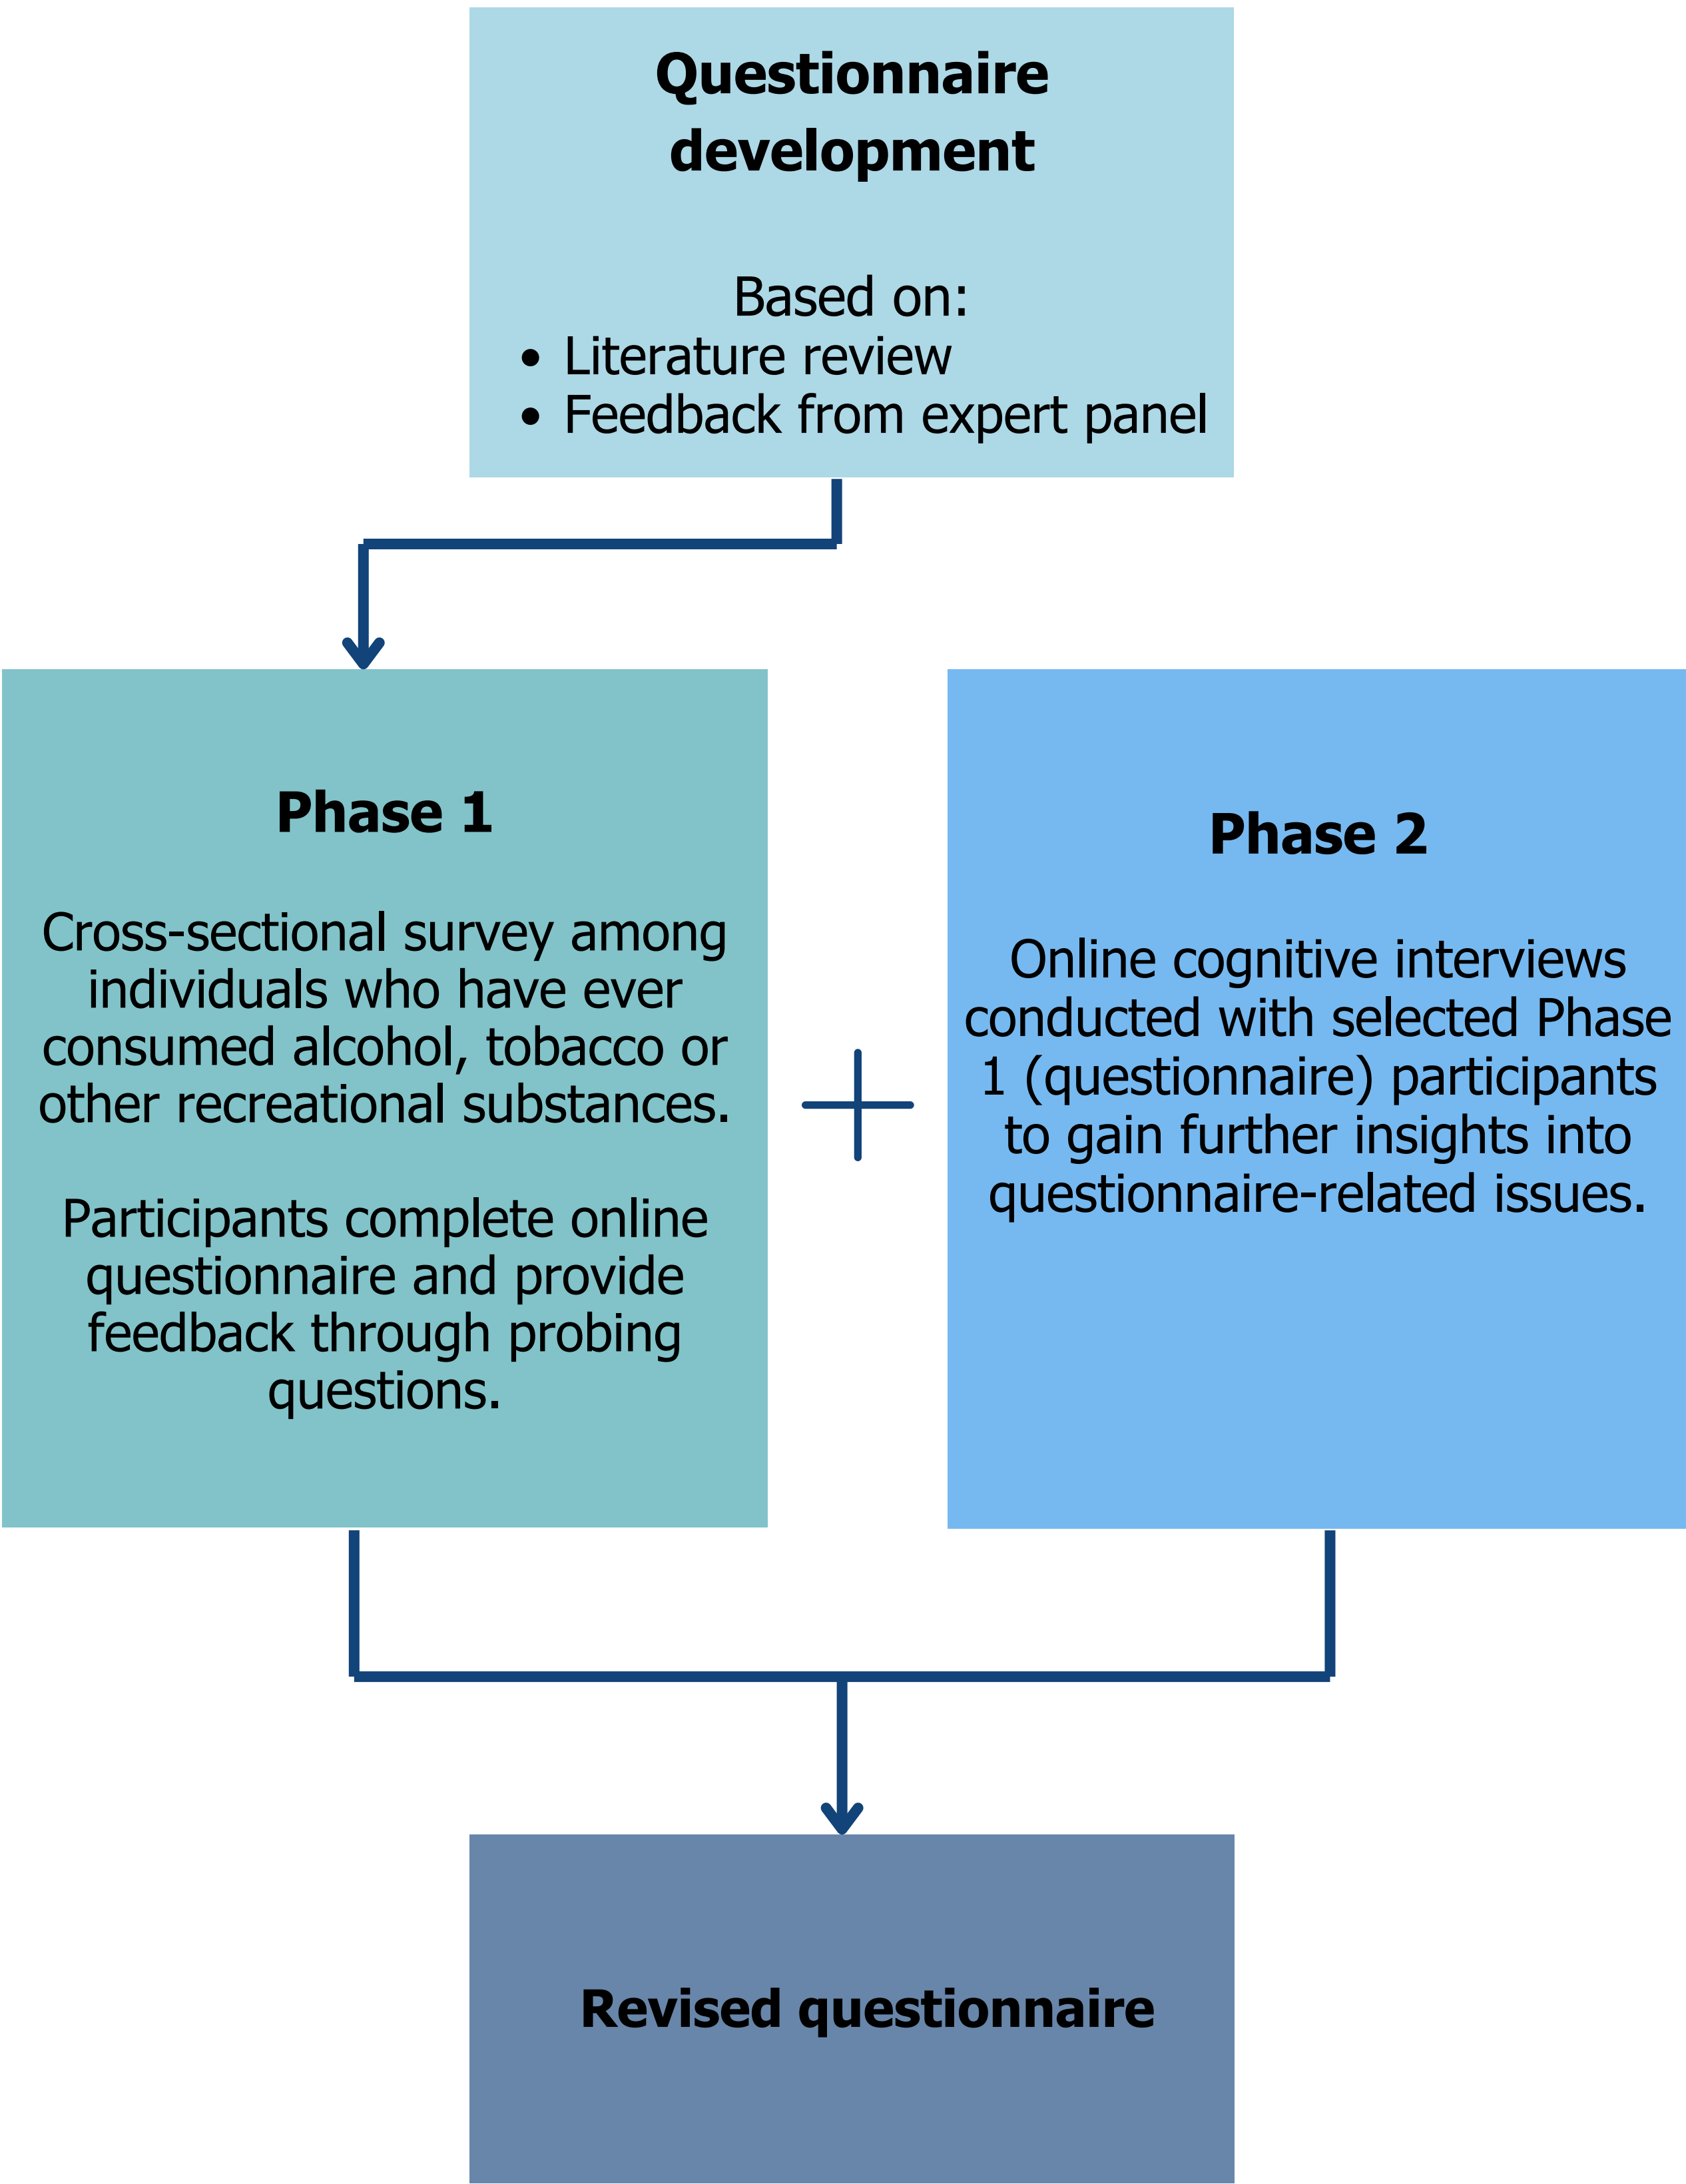 Questionnaire
development
Based on:
• Literature review
• Feedback from expert panel
Phase 1
Cross-sectional survey among
individuals who have ever
consumed alcohol, tobacco or
other recreational substances.
Participants complete online
questionnaire and provide
feedback through probing
questions.
Phase 2
Online cognitive interviews
conducted with selected Phase
1 (questionnaire) participants
to gain further insights into
questionnaire-related issues.
Revised questionnaire